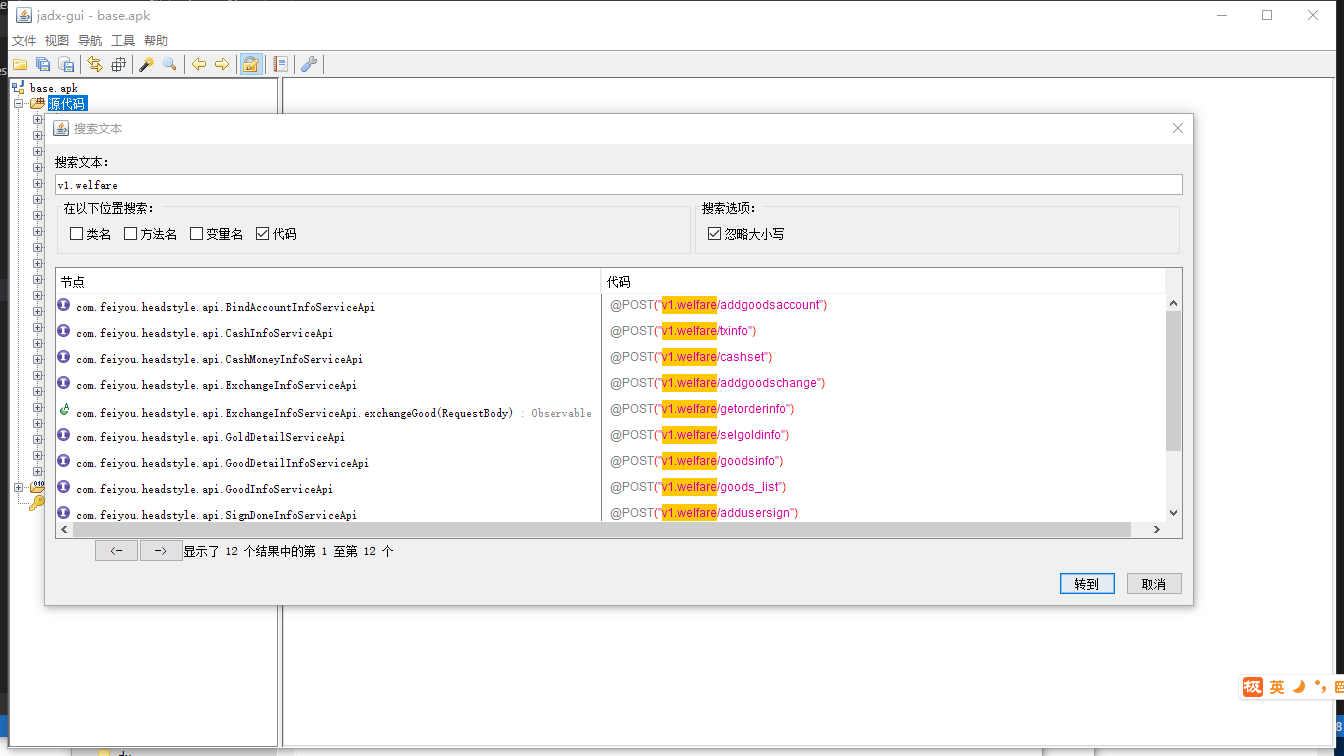 jadx-gui - base.apk
文件 视图 导航 工具 帮助
base.apk
源代码
搜索文本
搜索文本：
v1.welfare
在以下位置搜索：
类名 方法名 变量名 代码
搜索选项：
忽略大小写
节点 代码
com.feiyou.headstyle.api.BindAccountInfoServiceApi @POST("v1.welfare/addgoodsaccount")
com.feiyou.headstyle.api.CashInfoServiceApi @POST("v1.welfare/txinfo")
com.feiyou.headstyle.api.CashMoneyInfoServiceApi @POST("v1.welfare/cashset")
com.feiyou.headstyle.api.ExchangeInfoServiceApi @POST("v1.welfare/addgoodschange")
com.feiyou.headstyle.api.ExchangeInfoServiceApi.exchangeGood(RequestBody) : Observable @POST("v1.welfare/getorderinfo")
com.feiyou.headstyle.api.GoldDetailServiceApi @POST("v1.welfare/selgoldinfo")
com.feiyou.headstyle.api.GoodDetailInfoServiceApi @POST("v1.welfare/goodsinfo")
com.feiyou.headstyle.api.GoodInfoServiceApi @POST("v1.welfare/goods_list")
com.feiyou.headstyle.api.SignDoneInfoServiceApi @POST("v1.welfare/addusersign")
<- -> 显示了 12 个结果中的第 1 至第 12 个
转到 取消
极 英